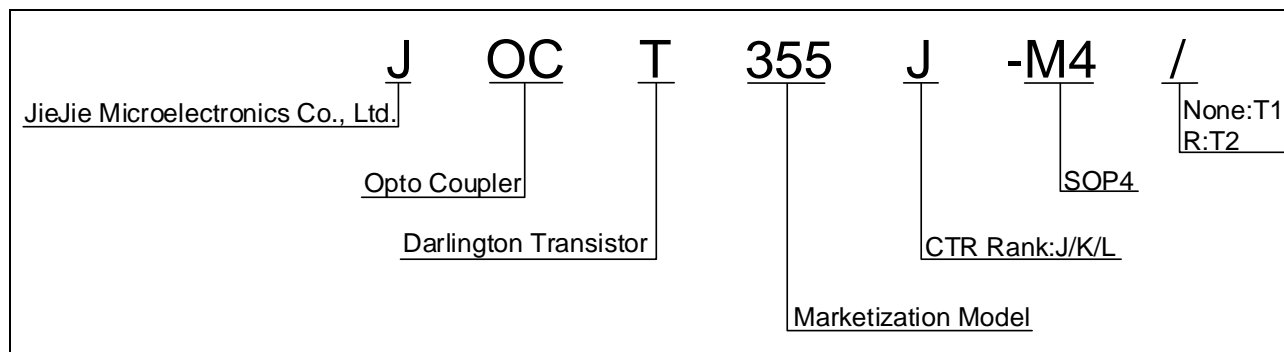 J OC T 355 J -M4 /
JieJie Microelectronics Co., Ltd.
None:T1
R:T2
Opto Coupler
SOP4
Darlington Transistor
CTR Rank:J/K/L
Marketization Model